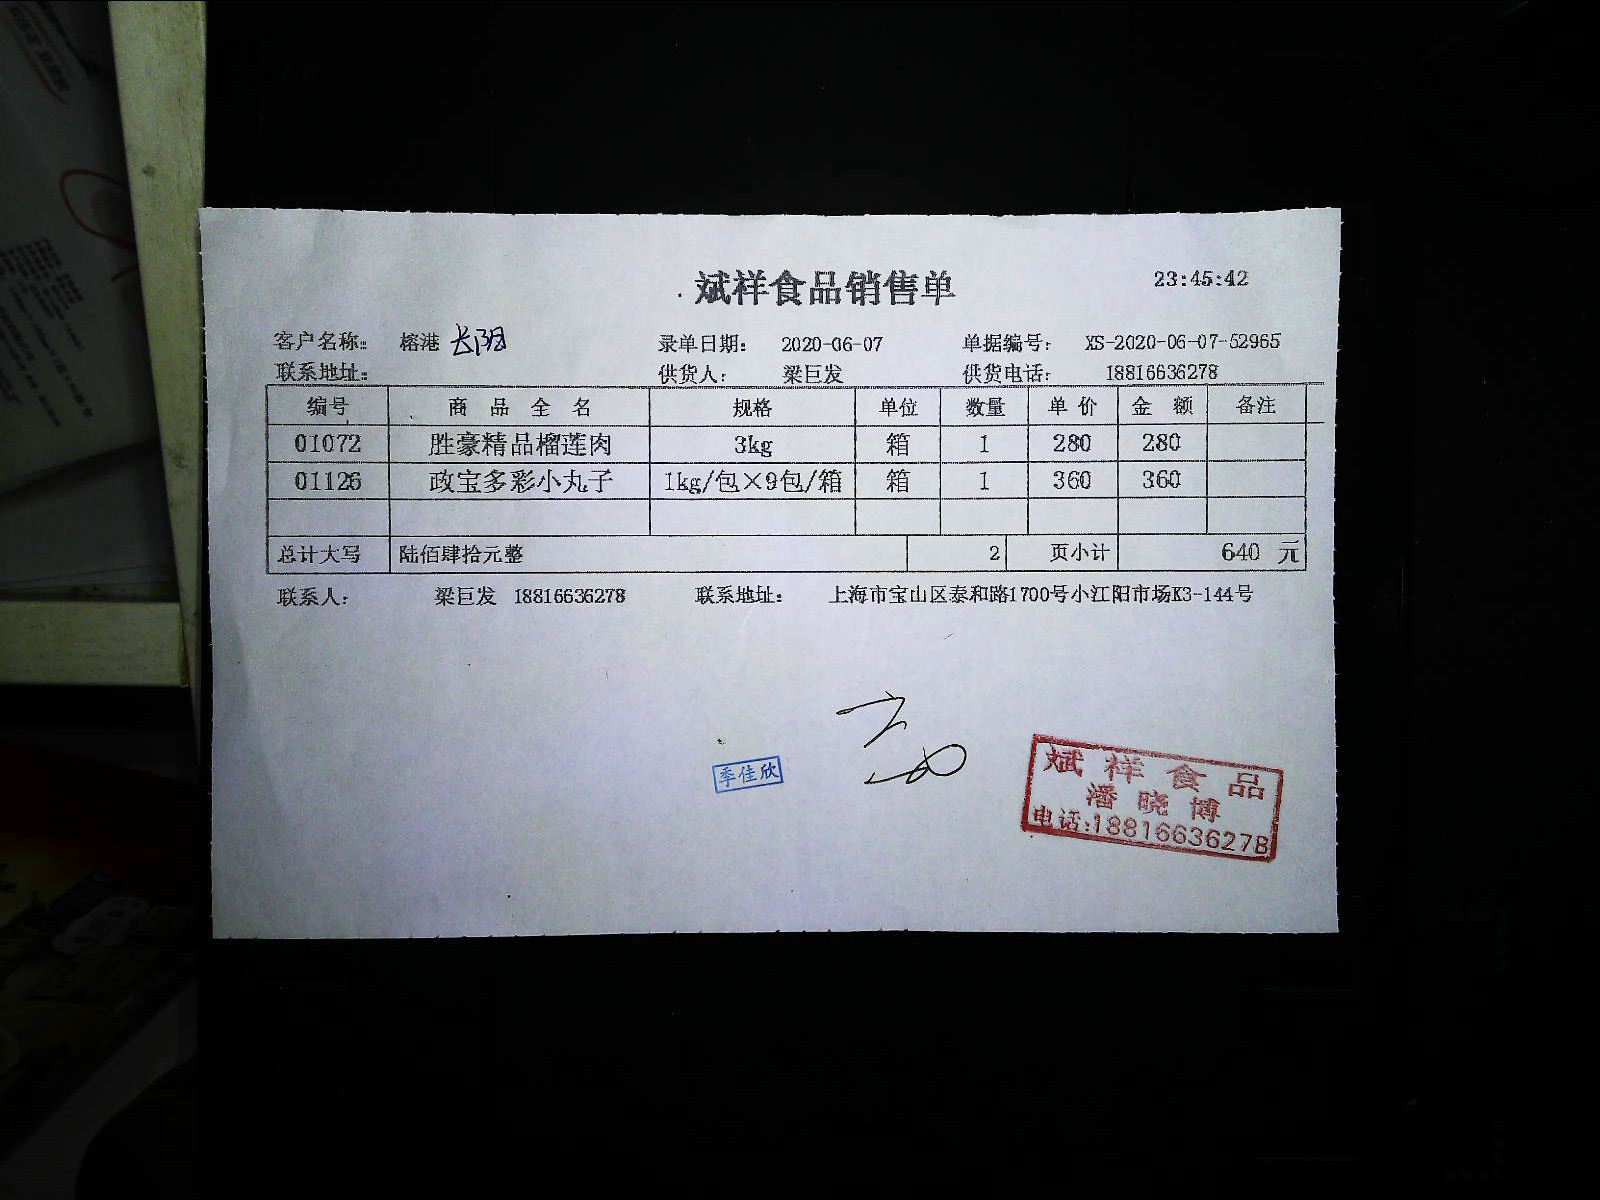 斌祥食品销售单 23:45:42
客户名称: 榕港 长阳 录单日期: 2020-06-07 单据编号: XS-2020-06-07-52965
联系地址: 供货人: 梁巨发 供货电话: 18816636278
编号 商品全名 规格 单位 数量 单价 金额 备注
01072 胜豪精品榴莲肉 3kg 箱 1 280 280
01126 政宝多彩小丸子 1kg/包×9包/箱 箱 1 360 360
总计大写 陆佰肆拾元整 2 页小计 640 元
联系人: 梁巨发 18816636278 联系地址: 上海市宝山区泰和路1700号小江阳市场K3-144号
季佳欣
斌祥食品
潘晓博
电话:18816636278